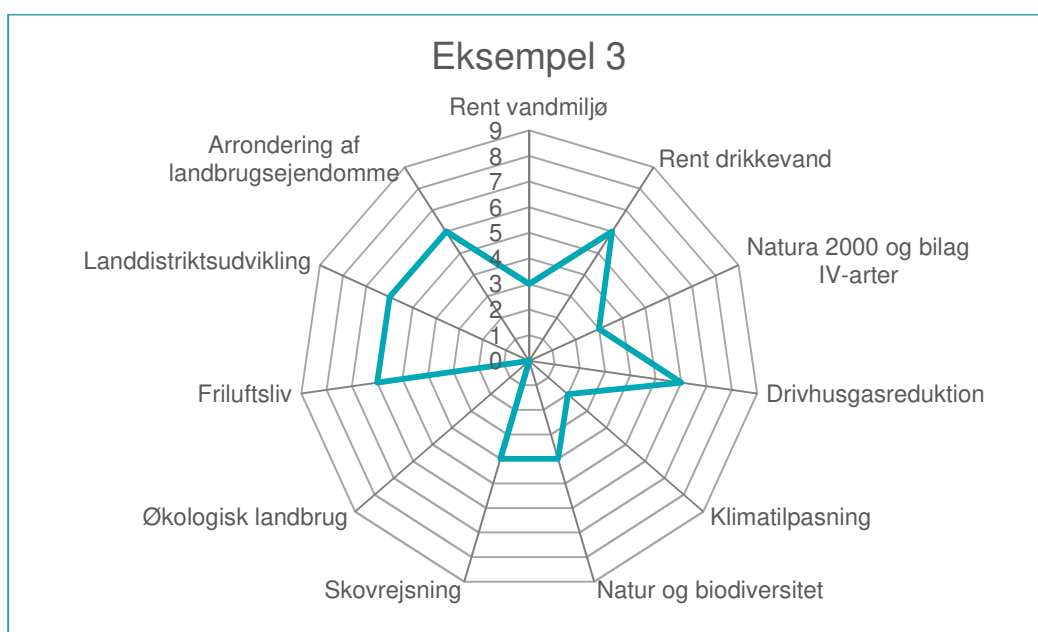 Eksempel 3
Rent vandmiljø
Rent drikkevand
Natura 2000 og bilag
IV-arter
Drivhusgasreduktion
Klimatilpasning
Natur og biodiversitet
Skovrejsning
Økologisk landbrug
Friluftsliv
Landdistriktsudvikling
Arrondering af
landbrugsejendomme
9
8
7
6
5
4
3
2
1
0